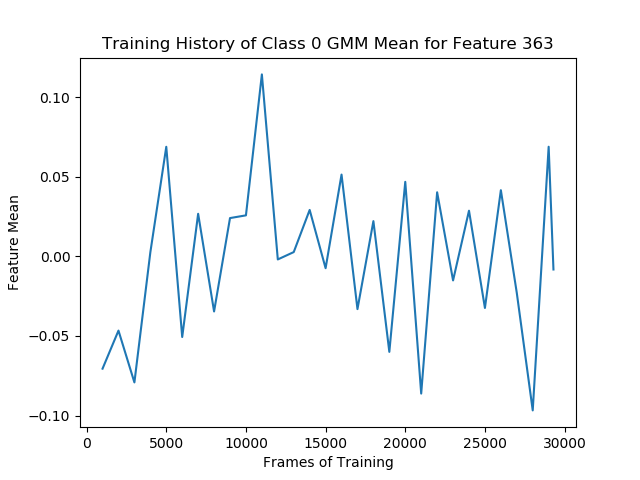 Training History of Class 0 GMM Mean for Feature 363
0.10
0.05
0.00
−0.05
−0.10
Feature Mean
0 5000 10000 15000 20000 25000 30000
Frames of Training